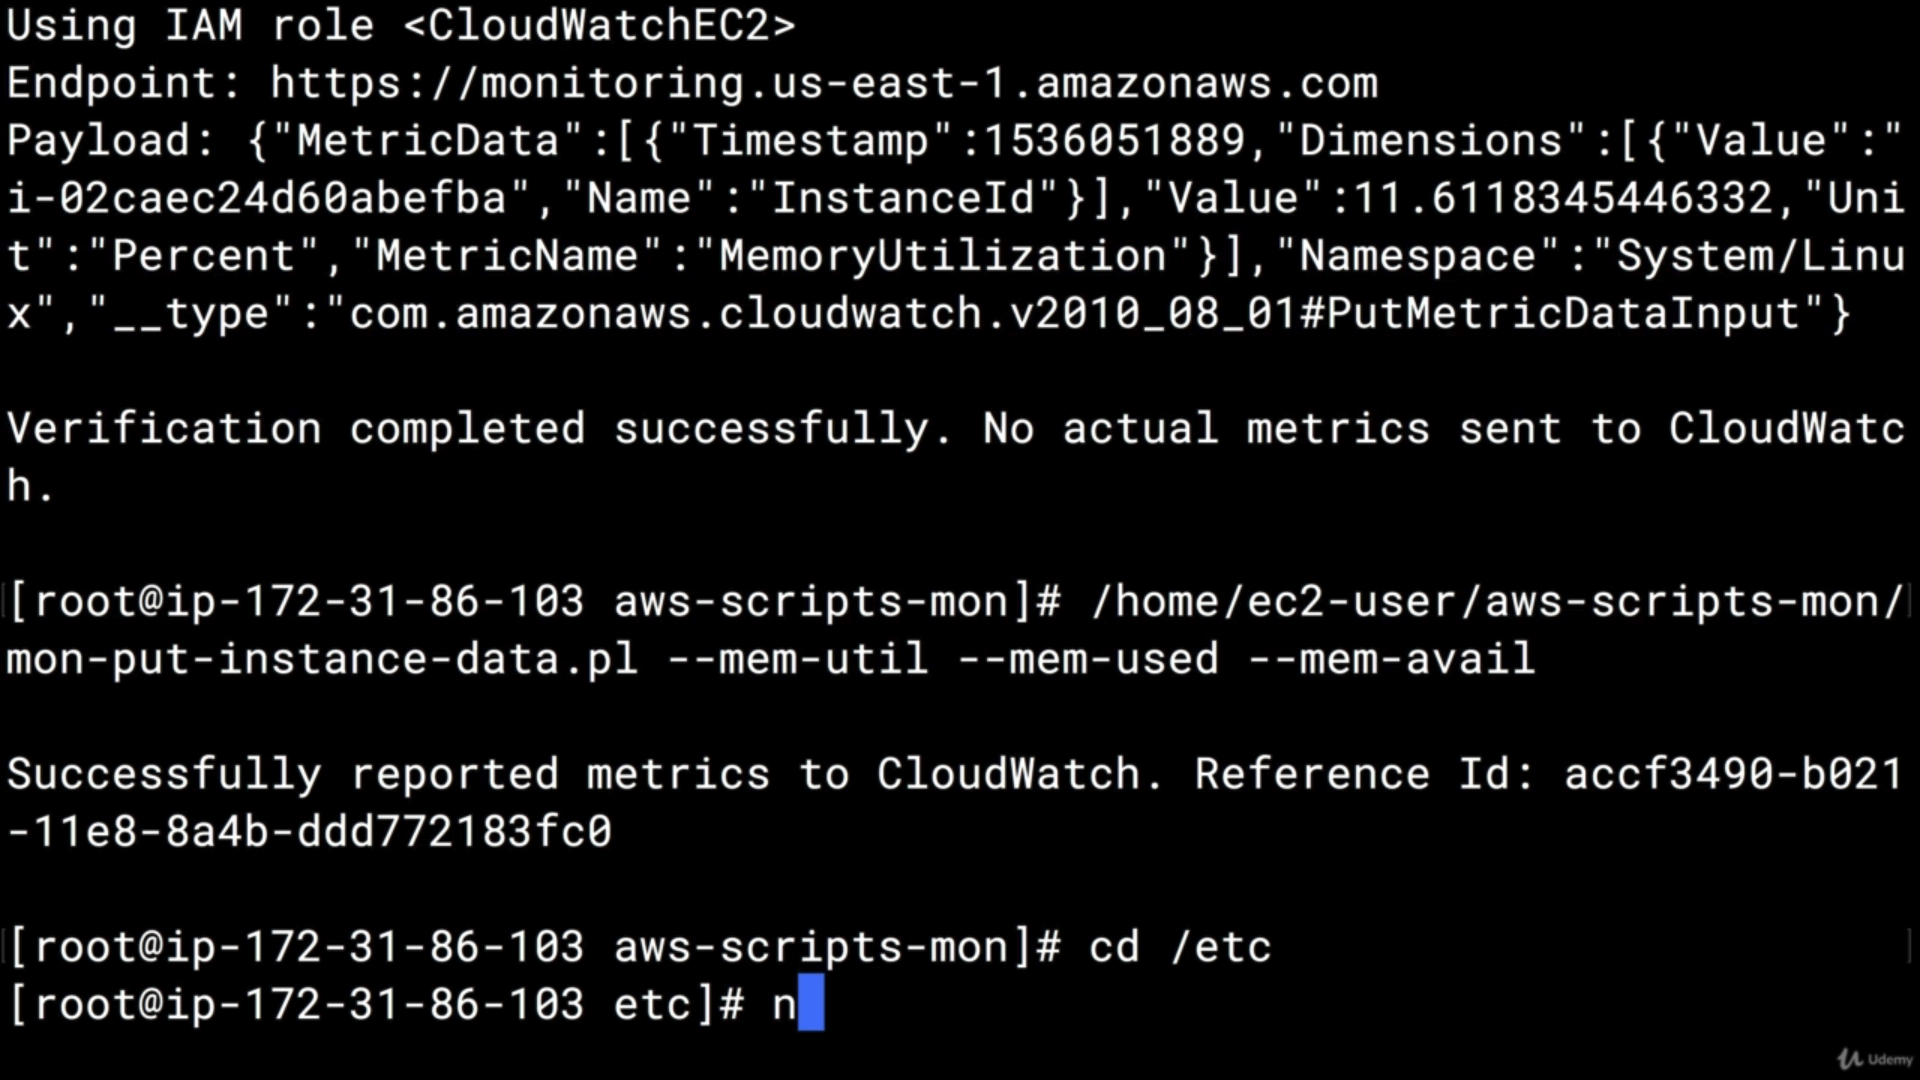 Using IAM role <CloudWatchEC2>
Endpoint: https://monitoring.us-east-1.amazonaws.com
Payload: {"MetricData":[{"Timestamp":1536051889,"Dimensions":[{"Value":"
i-02caec24d60abefba","Name":"InstanceId"}],"Value":11.6118345446332,"Uni
t":"Percent","MetricName":"MemoryUtilization"}],"Namespace":"System/Linu
x","__type":"com.amazonaws.cloudwatch.v2010_08_01#PutMetricDataInput"}
Verification completed successfully. No actual metrics sent to CloudWatc
h.
[root@ip-172-31-86-103 aws-scripts-mon]# /home/ec2-user/aws-scripts-mon/
mon-put-instance-data.pl --mem-util --mem-used --mem-avail
Successfully reported metrics to CloudWatch. Reference Id: accf3490-b021
-11e8-8a4b-ddd772183fc0
[root@ip-172-31-86-103 aws-scripts-mon]# cd /etc
[root@ip-172-31-86-103 etc]# n
Udemy